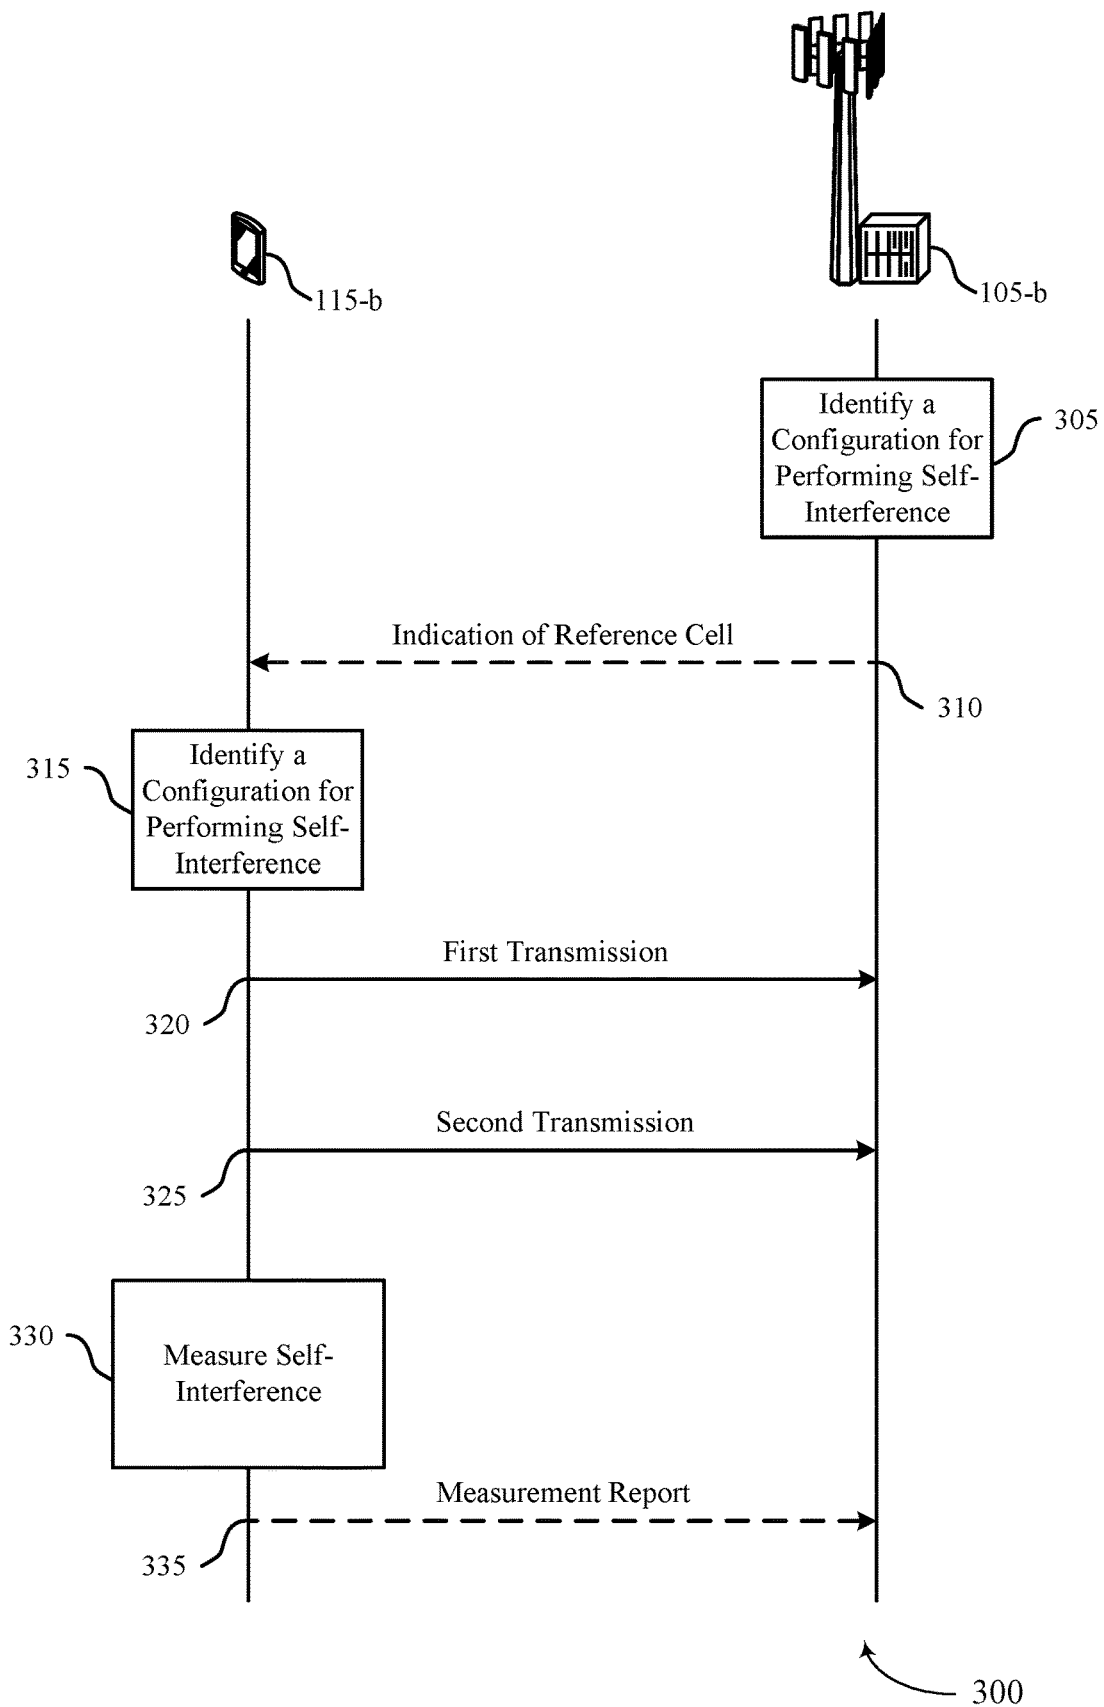 115-b
105-b
Identify a
Configuration for
Performing Self-
Interference
305
Indication of Reference Cell
310
315
Identify a
Configuration for
Performing Self-
Interference
First Transmission
320
Second Transmission
325
330
Measure Self-
Interference
Measurement Report
335
300